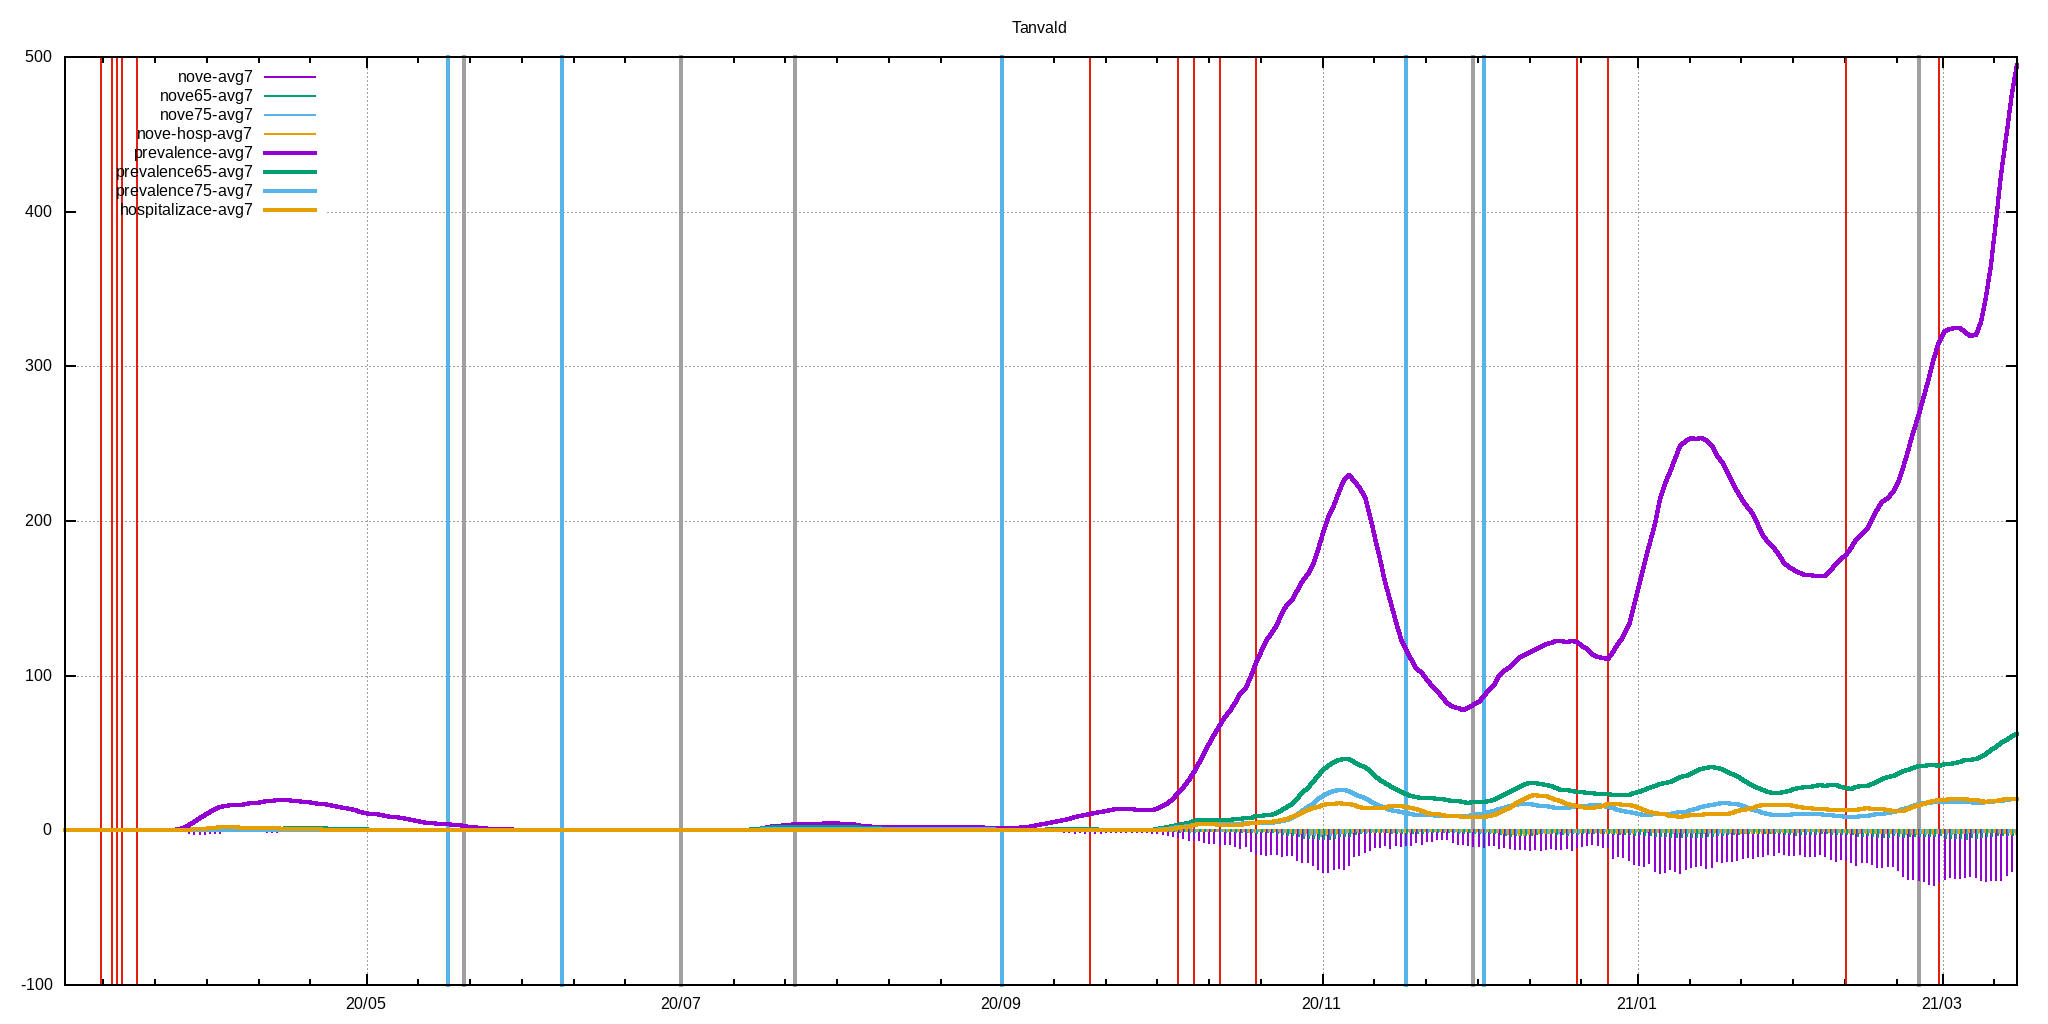 Tanvald
500
400
300
200
100
0
-100
nove-avg7
nove65-avg7
nove75-avg7
nove-hosp-avg7
prevalence-avg7
prevalence65-avg7
prevalence75-avg7
hospitalizace-avg7
20/05 20/07 20/09 20/11 21/01 21/03